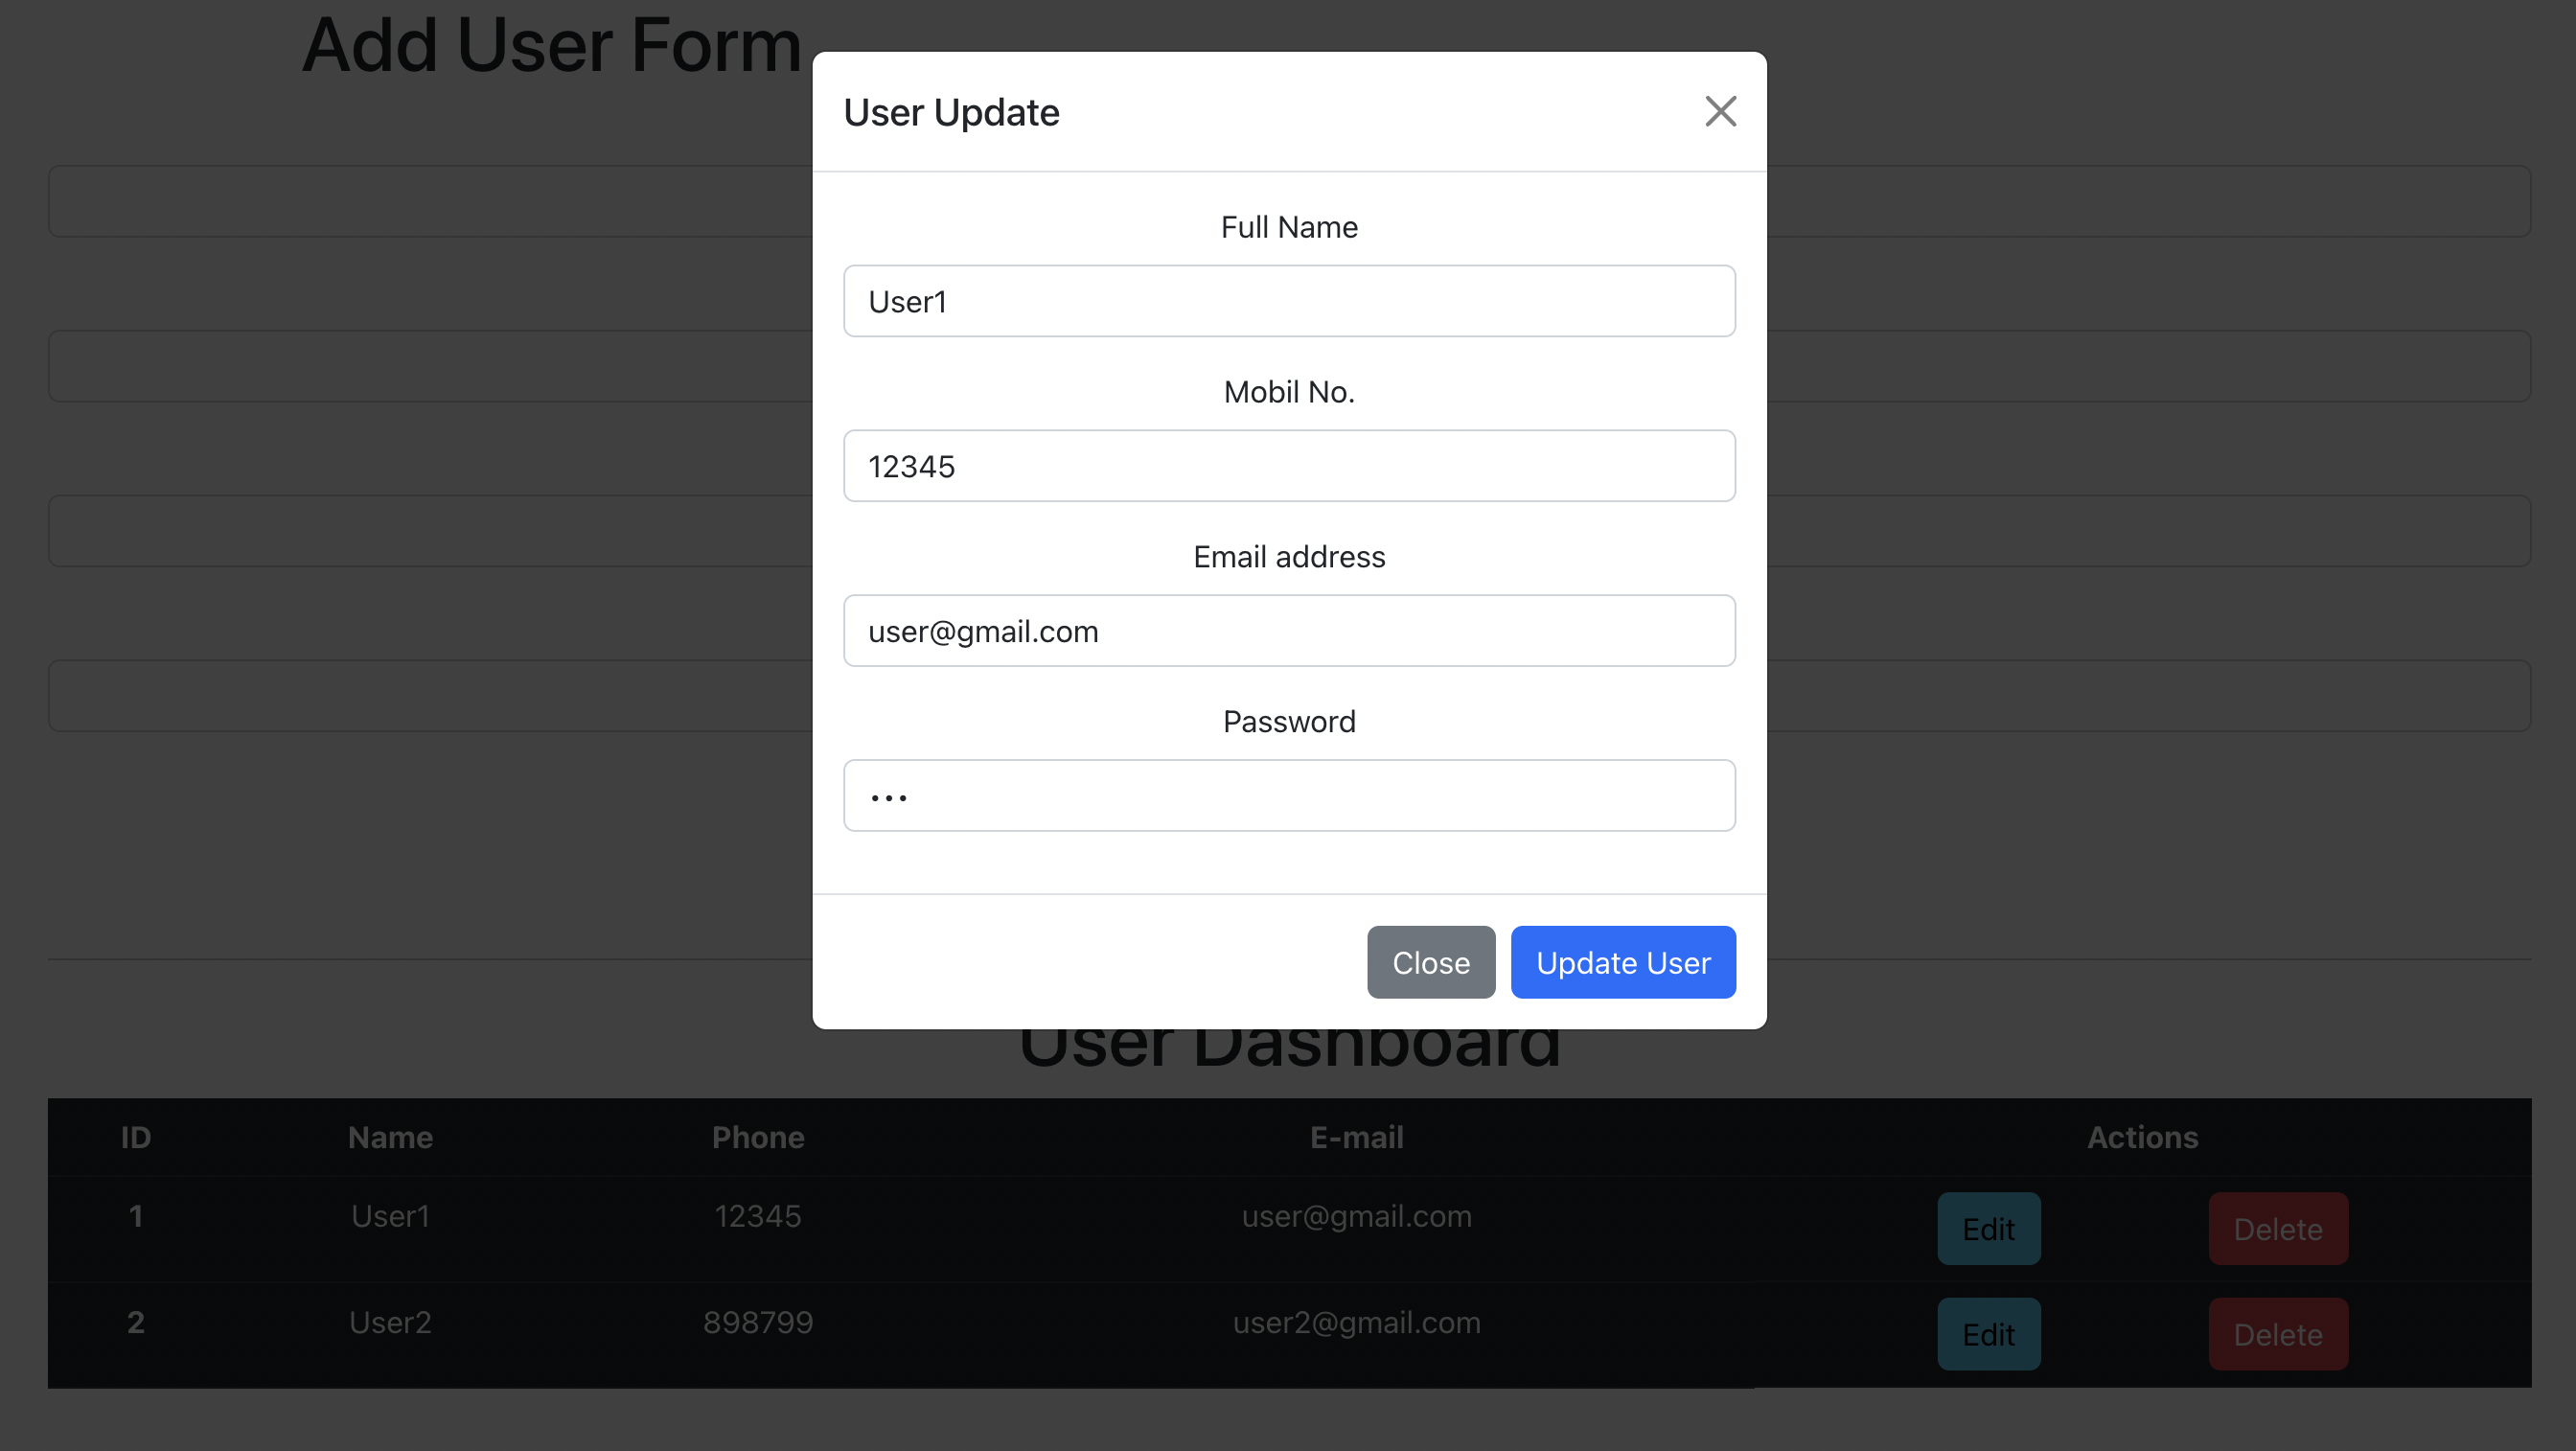 Add User Form
User Update
Full Name
User1
Mobil No.
12345
Email address
user@gmail.com
Password
•••
Close Update User
User Dashboard
ID Name Phone E-mail Actions
1 User1 12345 user@gmail.com Edit Delete
2 User2 898799 user2@gmail.com Edit Delete